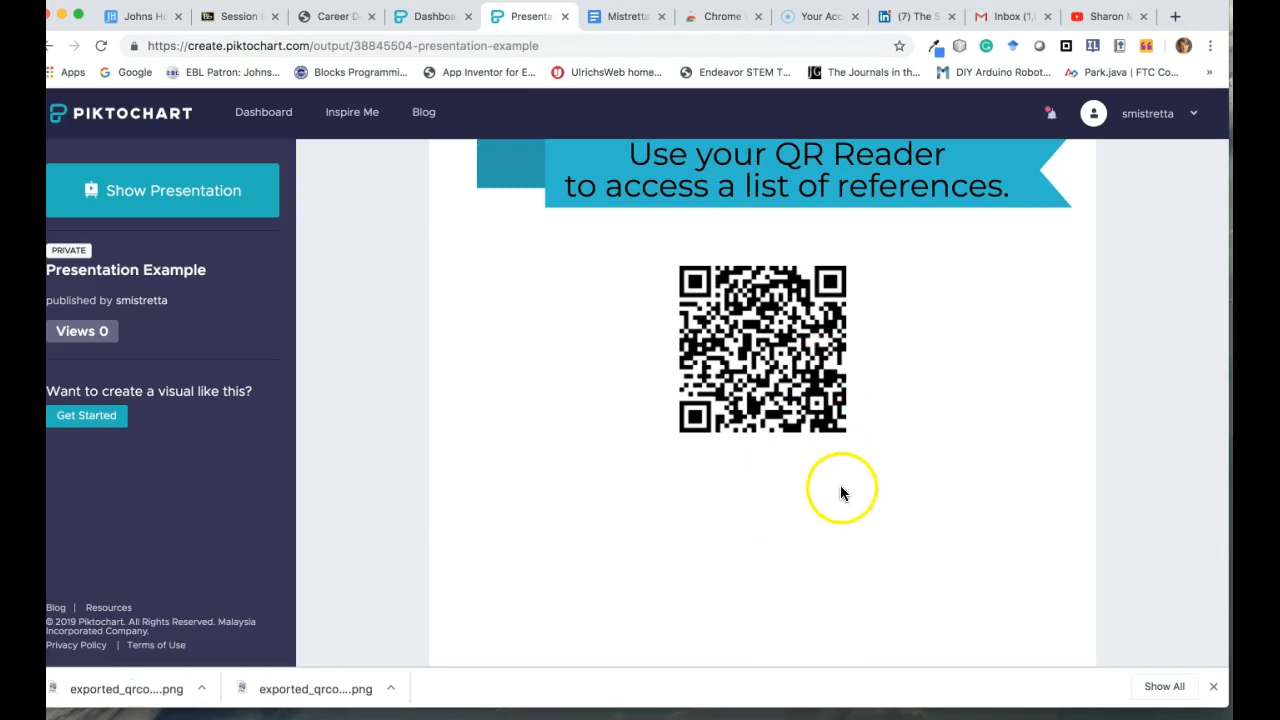 Johns Ho
Session
Career D
Dashboa
Presenta
Mistretta
Chrome
Your Acc
(7) The S
Inbox (1,
Sharon M
https://create.piktochart.com/output/38845504-presentation-example
Apps
Google
EBL Patron: Johns...
Blocks Programmi...
App Inventor for E...
UlrichsWeb home...
Endeavor STEM T...
The Journals in th...
DIY Arduino Robot...
Park.java | FTC Co...
»
PIKTOCHART
Dashboard
Inspire Me
Blog
smistretta
Show Presentation
PRIVATE
Presentation Example
published by smistretta
Views 0
Want to create a visual like this?
Get Started
Use your QR Reader
to access a list of references.
Blog | Resources
© 2019 Piktochart. All Rights Reserved. Malaysia
Incorporated Company.
Privacy Policy | Terms of Use
exported_qrco....png
exported_qrco....png
Show All